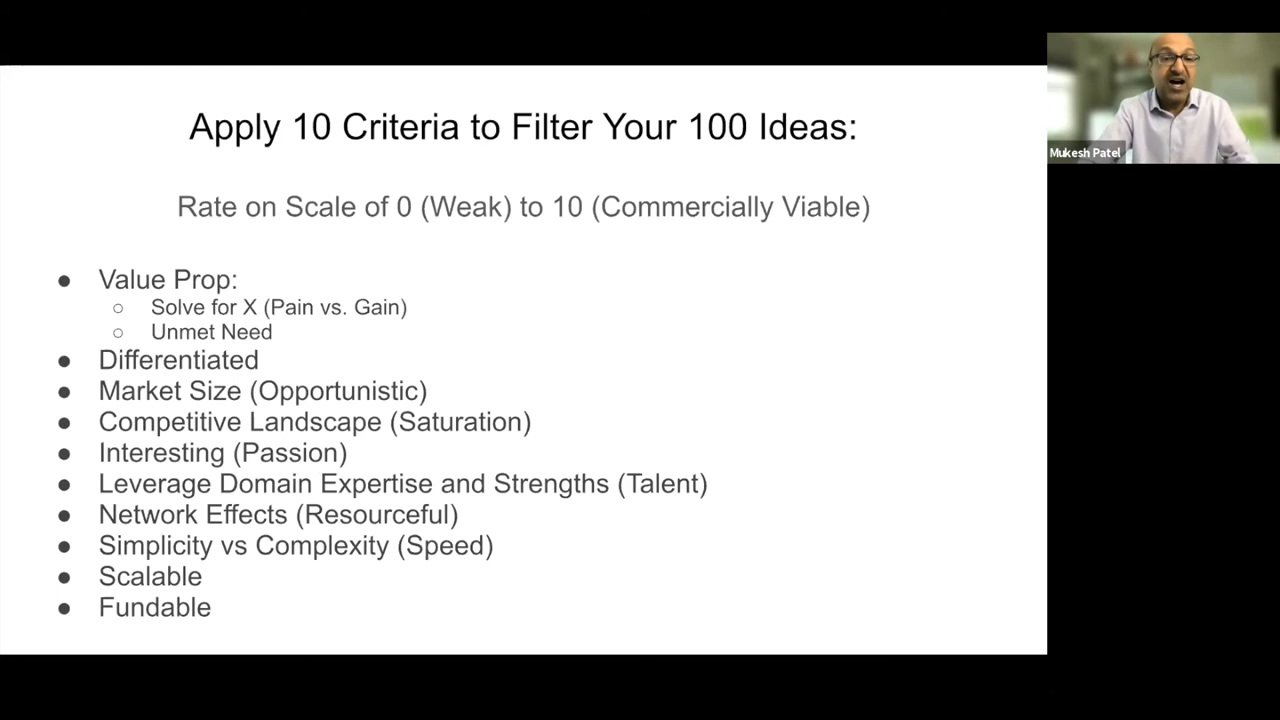 Apply 10 Criteria to Filter Your 100 Ideas:
Rate on Scale of 0 (Weak) to 10 (Commercially Viable)
● Value Prop:
○ Solve for X (Pain vs. Gain)
○ Unmet Need
● Differentiated
● Market Size (Opportunistic)
● Competitive Landscape (Saturation)
● Interesting (Passion)
● Leverage Domain Expertise and Strengths (Talent)
● Network Effects (Resourceful)
● Simplicity vs Complexity (Speed)
● Scalable
● Fundable
Mukesh Patel